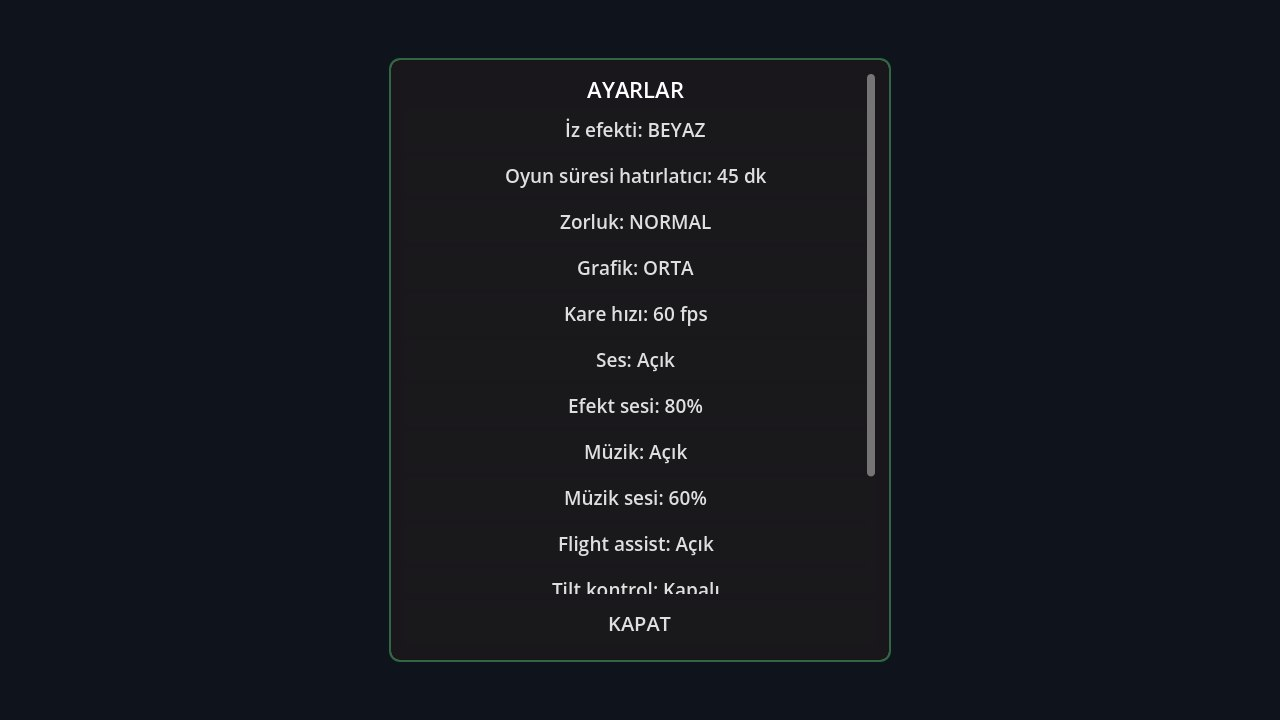 AYARLAR
İz efekti: BEYAZ
Oyun süresi hatırlatıcı: 45 dk
Zorluk: NORMAL
Grafik: ORTA
Kare hızı: 60 fps
Ses: Açık
Efekt sesi: 80%
Müzik: Açık
Müzik sesi: 60%
Flight assist: Açık
Tilt kontrol: Kapalı
KAPAT